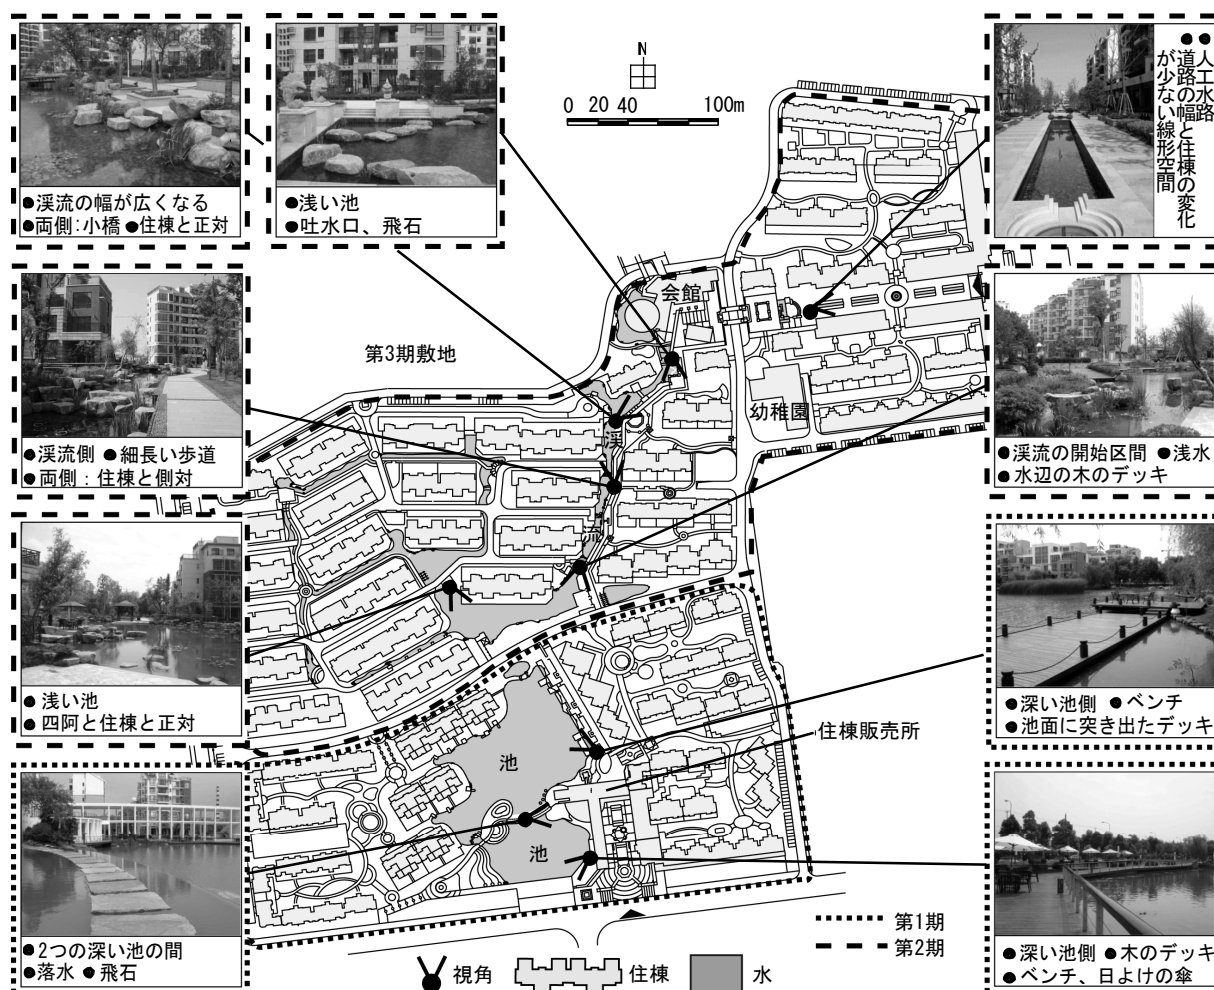 ●渓流の幅が広くなる
●両側:小橋 ●住棟と正対
●浅い池
●吐水口、飛石
●人工水路
●道路の幅と住棟の変化
が少ない線形空間
N
0 20 40 100m
会館
第3期敷地
幼稚園
渓
流
●渓流側 ●細長い歩道
●両側：住棟と側対
●渓流の開始区間 ●浅水
●水辺の木のデッキ
●浅い池
●四阿と住棟と正対
●深い池側 ●ベンチ
●池面に突き出たデッキ
住棟販売所
池
池
●2つの深い池の間
●落水 ●飛石
●深い池側 ●木のデッキ
●ベンチ、日よけの傘
第1期
第2期
視角 住棟 水